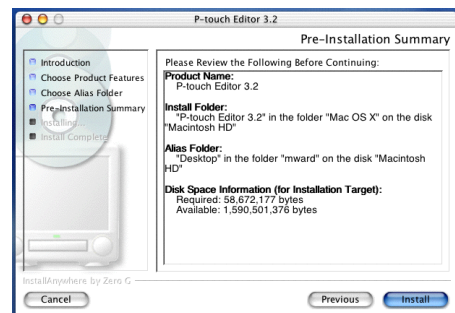 P-touch Editor 3.2
Pre-Installation Summary
Introduction
Choose Product Features
Choose Alias Folder
Pre-Installation Summary
Installing...
Install Complete
Please Review the Following Before Continuing:
Product Name:
P-touch Editor 3.2
Install Folder:
"P-touch Editor 3.2" in the folder "Mac OS X" on the disk
"Macintosh HD"
Alias Folder:
"Desktop" in the folder "mward" on the disk "Macintosh
HD"
Disk Space Information (for Installation Target):
Required: 58,672,177 bytes
Available: 1,590,501,376 bytes
InstallAnywhere by Zero G
Cancel
Previous
Install